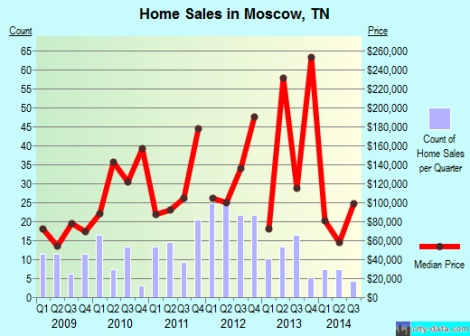 Home Sales in Moscow, TN
Count
Price
65
60
55
50
45
40
35
30
25
20
15
10
5
0
$260,000
$240,000
$220,000
$200,000
$180,000
$160,000
$140,000
$120,000
$100,000
$80,000
$60,000
$40,000
$20,000
$0
Q1 Q2 Q3 Q4 Q1 Q2 Q3 Q4 Q1 Q2 Q3 Q4 Q1 Q2 Q3 Q4 Q1 Q2 Q3 Q4 Q1 Q2 Q3
2009 2010 2011 2012 2013 2014
Count of
Home Sales
per Quarter
Median Price
city-data.com